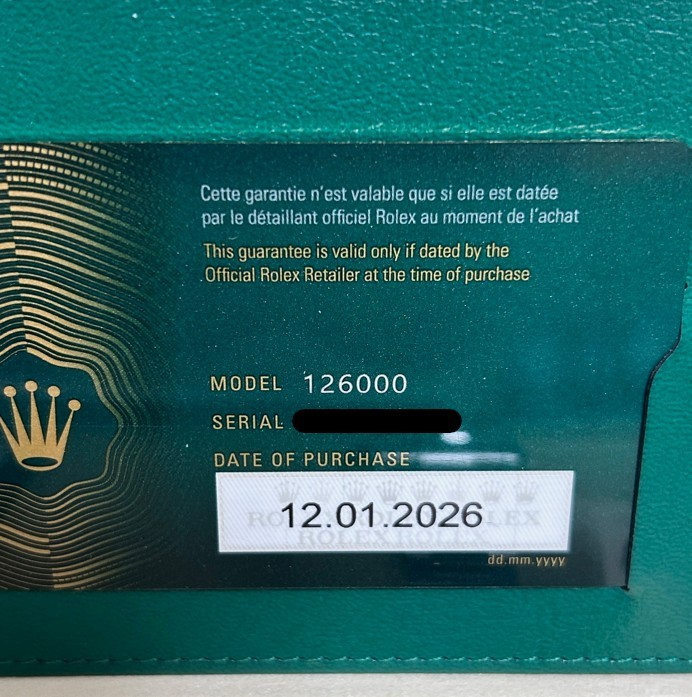 Cette garantie n'est valable que si elle est datée
par le détaillant officiel Rolex au moment de l'achat
This guarantee is valid only if dated by the
Official Rolex Retailer at the time of purchase
MODEL 126000
SERIAL
DATE OF PURCHASE
12.01.2026
ROLEX ROLEX
dd.mm.yyyy